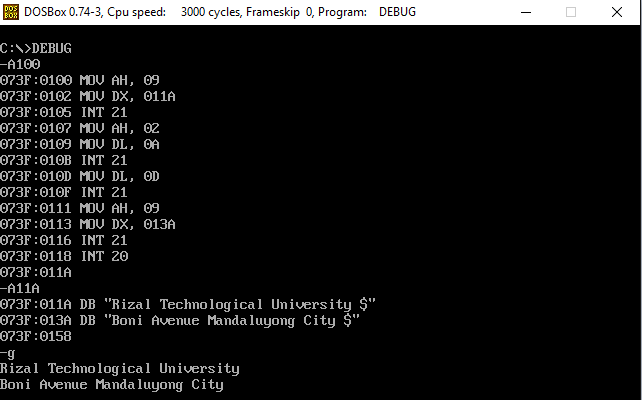 DOS BOX DOSBox 0.74-3, Cpu speed: 3000 cycles, Frameskip 0, Program: DEBUG
C:\>DEBUG
-A100
073F:0100 MOV AH, 09
073F:0102 MOV DX, 011A
073F:0105 INT 21
073F:0107 MOV AH, 02
073F:0109 MOV DL, 0A
073F:010B INT 21
073F:010D MOV DL, 0D
073F:010F INT 21
073F:0111 MOV AH, 09
073F:0113 MOV DX, 013A
073F:0116 INT 21
073F:0118 INT 20
073F:011A
-A11A
073F:011A DB "Rizal Technological University $"
073F:013A DB "Boni Avenue Mandaluyong City $"
073F:0158
-g
Rizal Technological University
Boni Avenue Mandaluyong City